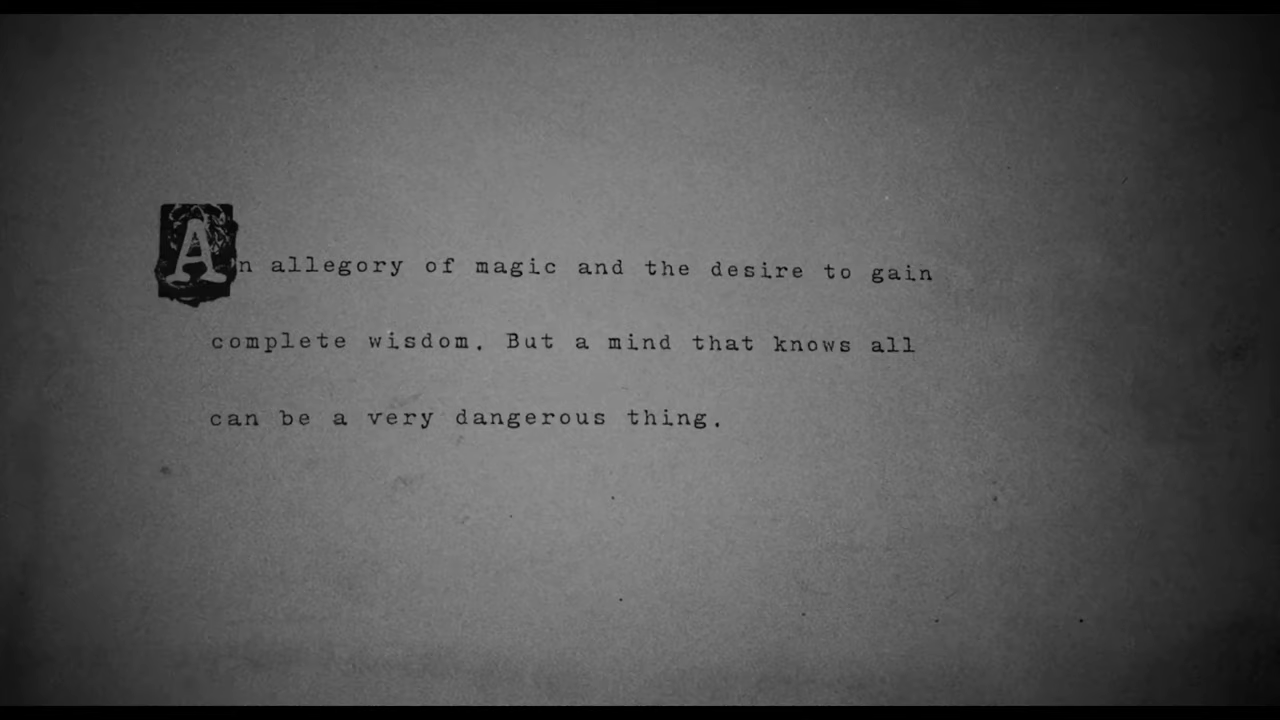 An allegory of magic and the desire to gain
complete wisdom. But a mind that knows all
can be a very dangerous thing.